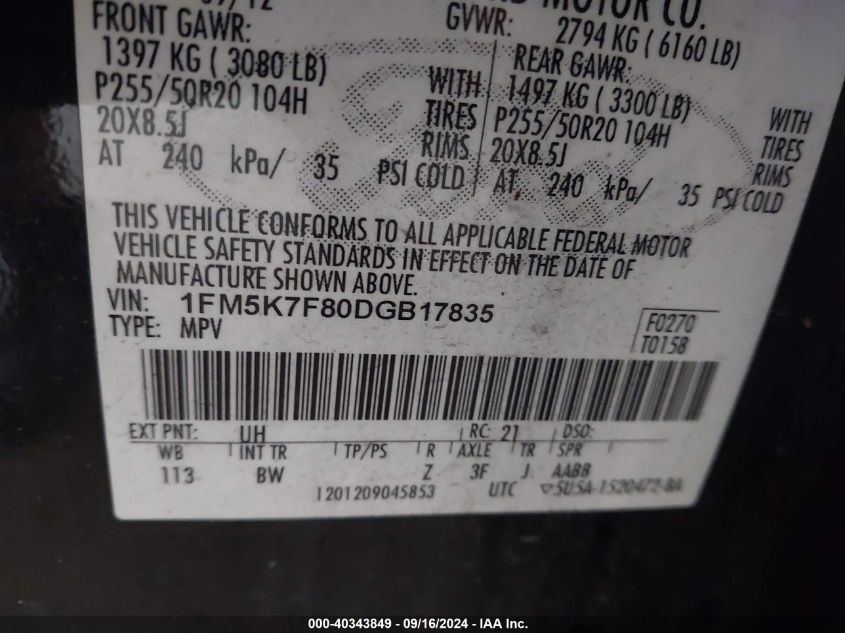 MOTOR CO.
FRONT GAWR:
GVWR: 2794 KG ( 6160 LB)
1397 KG ( 3080 LB)
REAR GAWR:
P255/50R20 104H WITH
1497 KG ( 3300 LB)
20X8.5J TIRES
P255/50R20 104H WITH
RIMS
20X8.5J TIRES
AT 240 kPa/ 35 PSI COLD
RIMS
AT 240 kPa/ 35 PSI COLD
THIS VEHICLE CONFORMS TO ALL APPLICABLE FEDERAL MOTOR
VEHICLE SAFETY STANDARDS IN EFFECT ON THE DATE OF
MANUFACTURE SHOWN ABOVE.
VIN: 1FM5K7F80DGB17835
TYPE: MPV
F0270
T0158
EXT PNT: UH RC: 21 DSO:
WB INT TR TP/PS R AXLE TR SPR
113 BW Z 3F J AABB
1201209045853 UTC 5U5A-1520472-BA
000-40343849 - 09/16/2024 - IAA Inc.